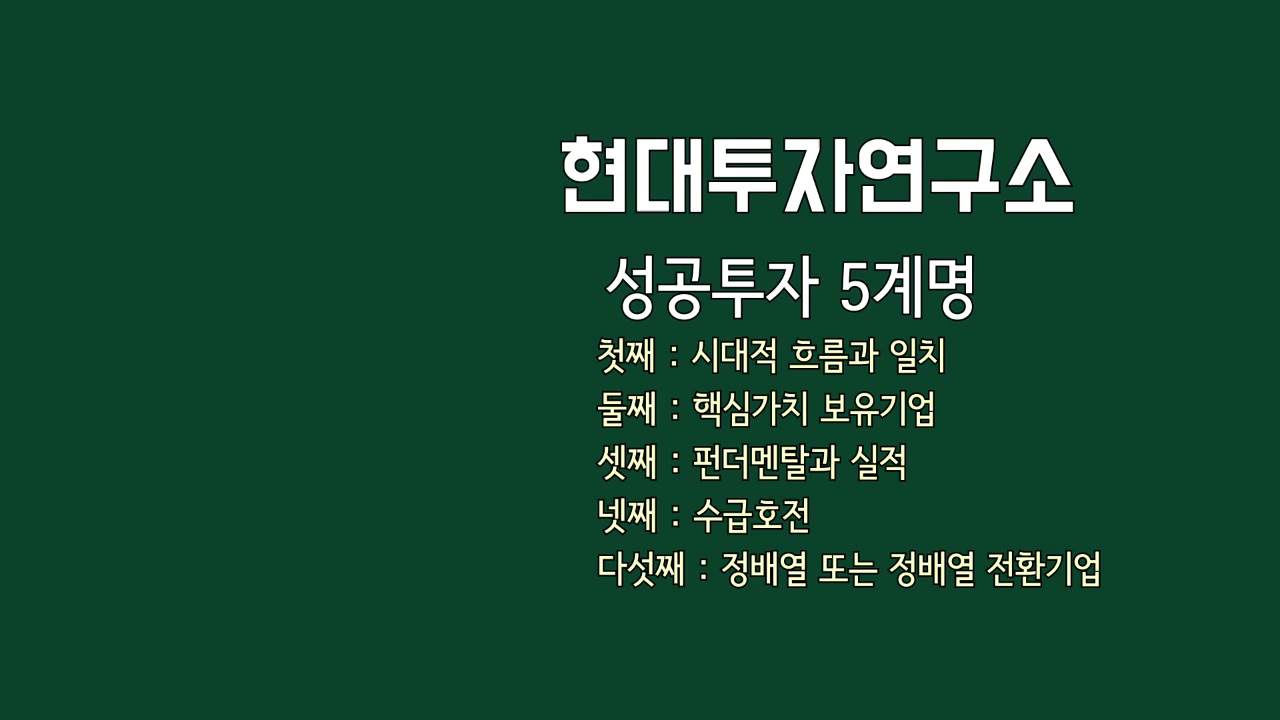 현대투자연구소
성공투자 5계명
첫째 : 시대적 흐름과 일치
둘째 : 핵심가치 보유기업
셋째 : 펀더멘탈과 실적
넷째 : 수급호전
다섯째 : 정배열 또는 정배열 전환기업